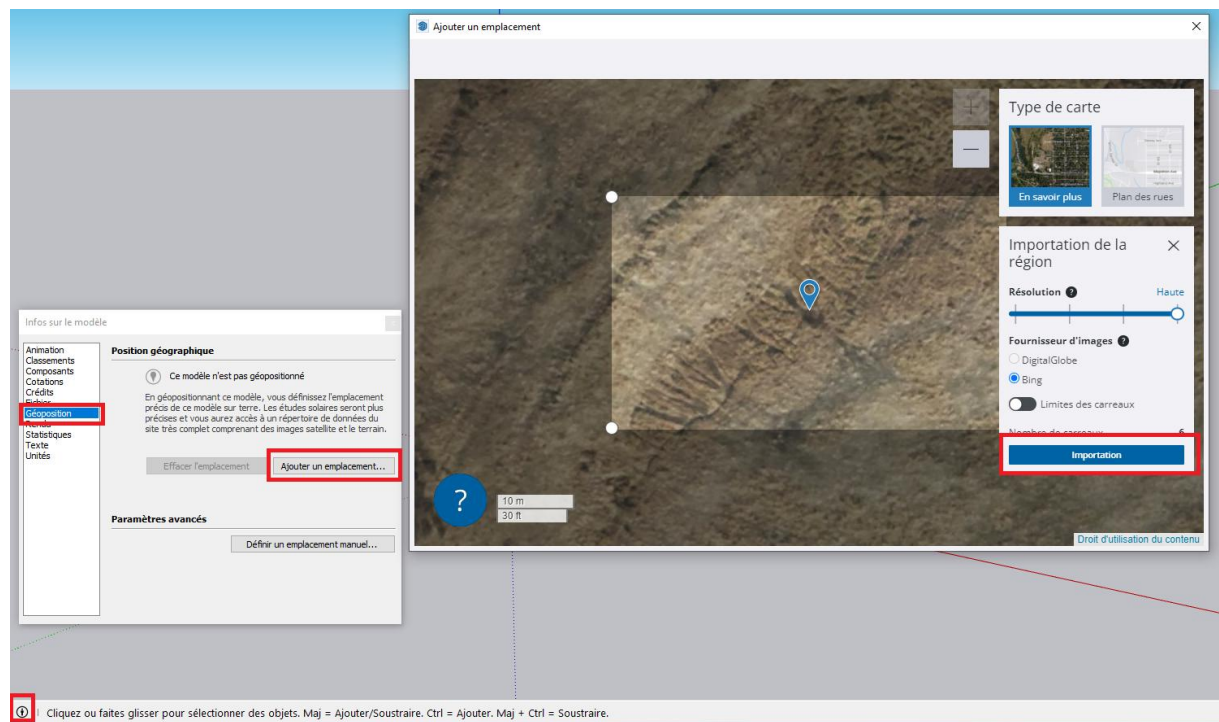 Ajouter un emplacement
Type de carte
En savoir plus
Plan des rues
Importation de la
région
Résolution
Haute
Fournisseur d'images
DigitalGlobe
Bing
Limites des carreaux
Nombre de carreaux 6
Importation
?
10 m
30 ft
Droit d'utilisation du contenu
Infos sur le modèle
Animation
Classements
Composants
Cotations
Crédits
Fichier
Géoposition
Rendu
Statistiques
Texte
Unités
Position géographique
Ce modèle n'est pas géopositionné
En géopositionnant ce modèle, vous définissez l'emplacement
précis de ce modèle sur terre. Les études solaires seront plus
précises et vous aurez accès à un répertoire de données du
site très complet comprenant des images satellite et le terrain.
Effacer l'emplacement
Ajouter un emplacement...
Paramètres avancés
Définir un emplacement manuel...
Cliquez ou faites glisser pour sélectionner des objets. Maj = Ajouter/Soustraire. Ctrl = Ajouter. Maj + Ctrl = Soustraire.